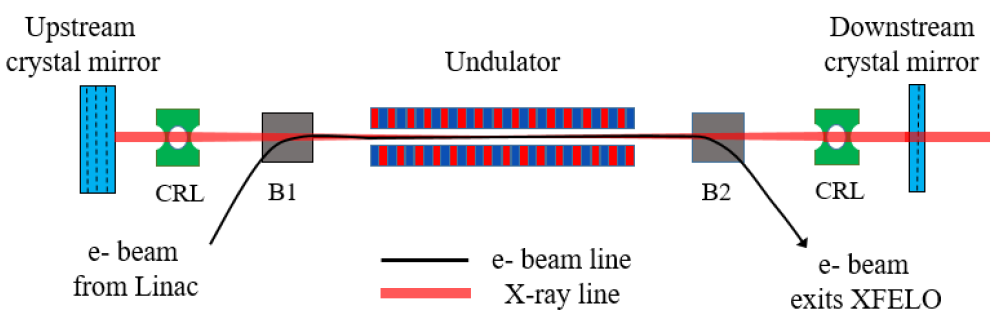 Upstream
crystal mirror
Undulator
Downstream
crystal mirror
CRL
B1
B2
CRL
e- beam
from Linac
e- beam line
X-ray line
e- beam
exits XFELO